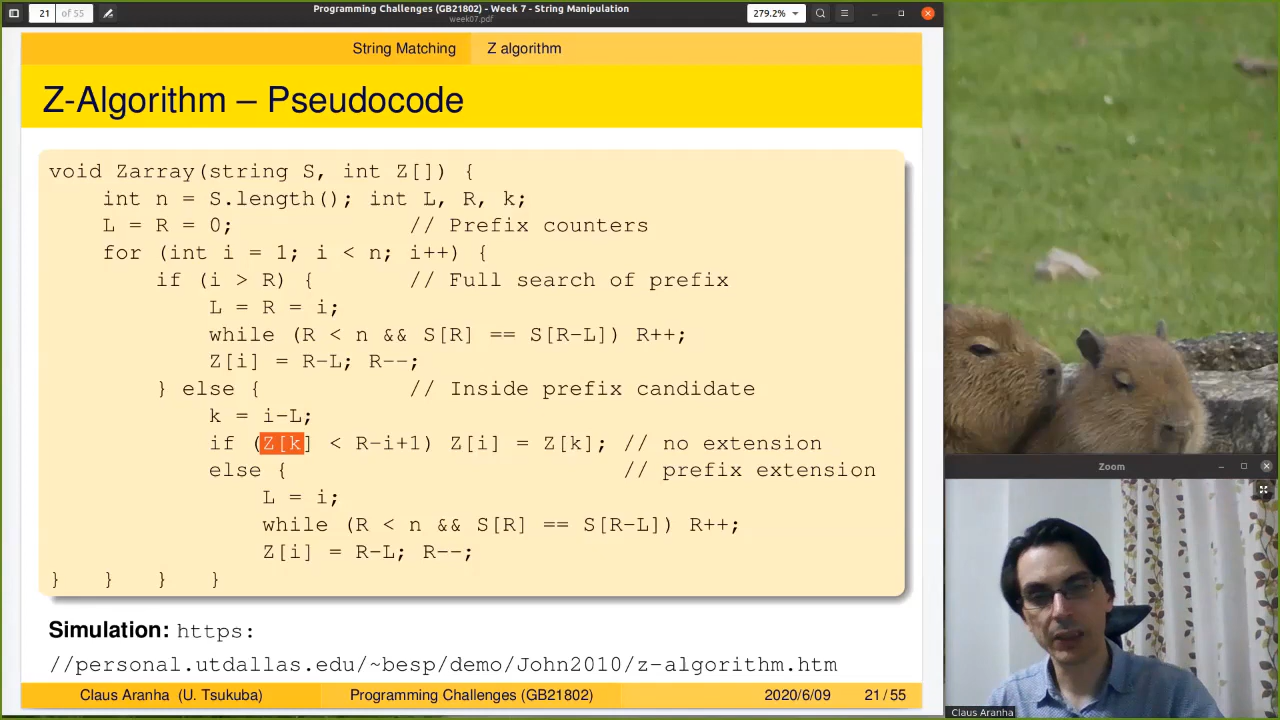 Programming Challenges (GB21802) - Week 7 - String Manipulation
week07.pdf
21 of 55
279.2%
String Matching Z algorithm
Z-Algorithm – Pseudocode
void Zarray(string S, int Z[]) {
int n = S.length(); int L, R, k;
L = R = 0; // Prefix counters
for (int i = 1; i < n; i++) {
if (i > R) { // Full search of prefix
L = R = i;
while (R < n && S[R] == S[R-L]) R++;
Z[i] = R-L; R--;
} else { // Inside prefix candidate
k = i-L;
if (Z[k] < R-i+1) Z[i] = Z[k]; // no extension
else { // prefix extension
L = i;
while (R < n && S[R] == S[R-L]) R++;
Z[i] = R-L; R--;
} } } }
Simulation: https:
//personal.utdallas.edu/~besp/demo/John2010/z-algorithm.htm
Claus Aranha (U. Tsukuba) Programming Challenges (GB21802) 2020/6/09 21 / 55
Zoom
Claus Aranha